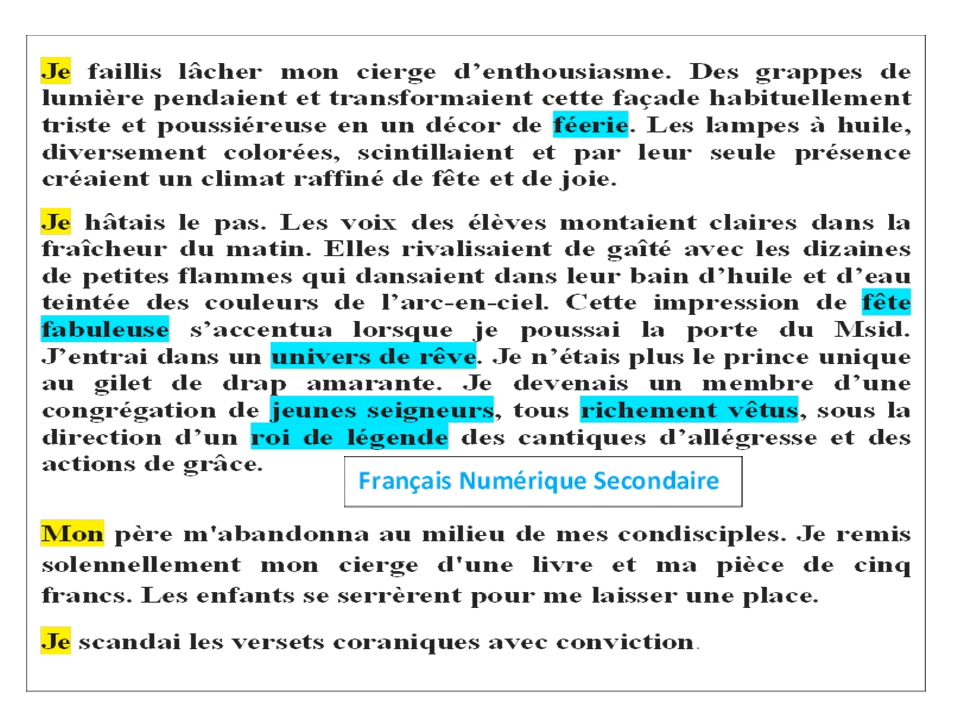 Je faillis lâcher mon cierge d'enthousiasme. Des grappes de
lumière pendaient et transformaient cette façade habituellement
triste et poussiéreuse en un décor de féerie. Les lampes à huile,
diversement colorées, scintillaient et par leur seule présence
créaient un climat raffiné de fête et de joie.
Je hâtais le pas. Les voix des élèves montaient claires dans la
fraîcheur du matin. Elles rivalisaient de gaîté avec les dizaines
de petites flammes qui dansaient dans leur bain d'huile et d'eau
teintée des couleurs de l'arc-en-ciel. Cette impression de fête
fabuleuse s'accentua lorsque je poussai la porte du Msid.
J'entrai dans un univers de rêve. Je n'étais plus le prince unique
au gilet de drap amarante. Je devenais un membre d'une
congrégation de jeunes seigneurs, tous richement vêtus, sous la
direction d'un roi de légende des cantiques d'allégresse et des
actions de grâce.
Français Numérique Secondaire
Mon père m'abandonna au milieu de mes condisciples. Je remis
solennellement mon cierge d'une livre et ma pièce de cinq
francs. Les enfants se serrèrent pour me laisser une place.
Je scandai les versets coraniques avec conviction.